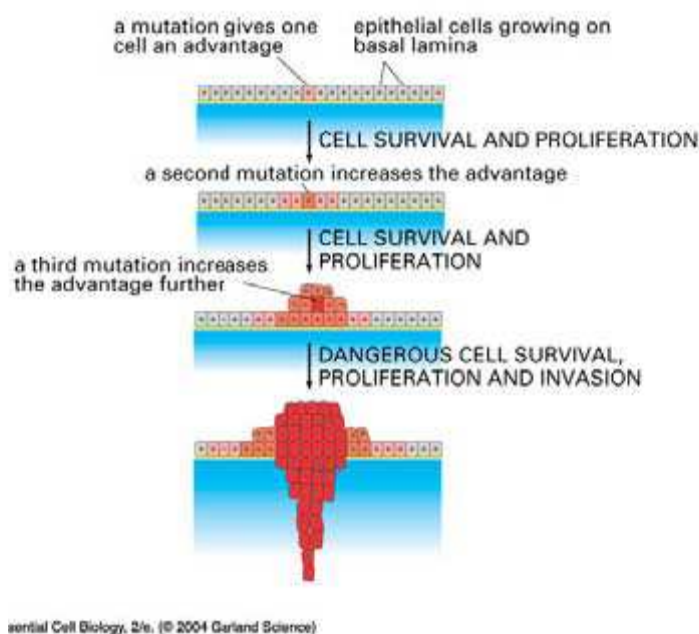 a mutation gives one
cell an advantage
epithelial cells growing on
basal lamina
CELL SURVIVAL AND PROLIFERATION
a second mutation increases the advantage
CELL SURVIVAL AND
PROLIFERATION
a third mutation increases
the advantage further
DANGEROUS CELL SURVIVAL,
PROLIFERATION AND INVASION
sential Cell Biology, 2/e. (© 2004 Garland Science)